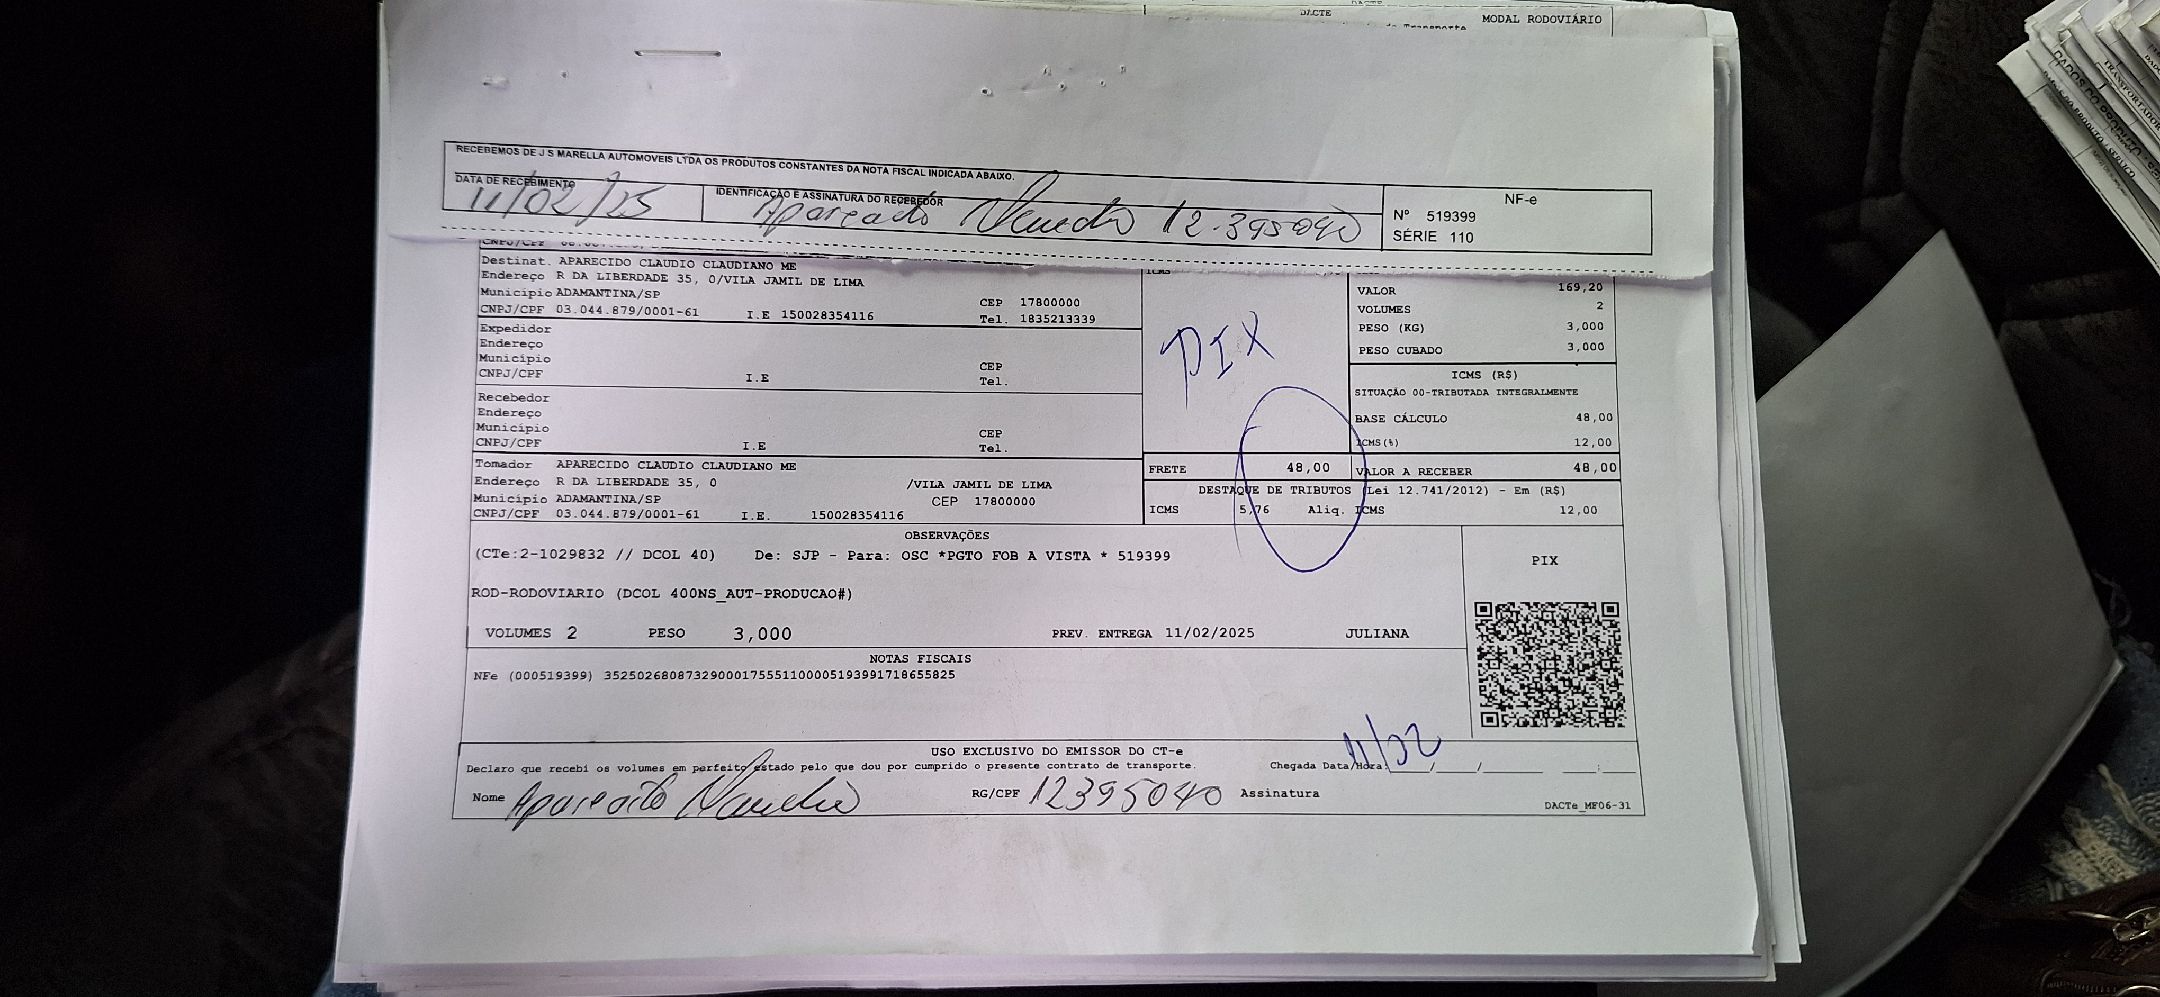 DACTE
MODAL RODOVIÁRIO
RECEBEMOS DE J S MARELLA AUTOMOVEIS LTDA OS PRODUTOS CONSTANTES DA NOTA FISCAL INDICADA ABAIXO.
DATA DE RECEBIMENTO
11/02/25
IDENTIFICAÇÃO E ASSINATURA DO RECEBEDOR
Aparecido 12.395040
NF-e
Nº 519399
SÉRIE 110
CNPJ/CPF
Destinat. APARECIDO CLAUDIO CLAUDIANO ME
Endereço R DA LIBERDADE 35, 0/VILA JAMIL DE LIMA
Município ADAMANTINA/SP CEP 17800000
CNPJ/CPF 03.044.879/0001-61 I.E 150028354116 Tel. 1835213339
Expedidor
Endereço
Município CEP
CNPJ/CPF I.E Tel.
Recebedor
Endereço
Município CEP
CNPJ/CPF I.E Tel.
Tomador APARECIDO CLAUDIO CLAUDIANO ME
Endereço R DA LIBERDADE 35, 0 /VILA JAMIL DE LIMA
Município ADAMANTINA/SP CEP 17800000
CNPJ/CPF 03.044.879/0001-61 I.E. 150028354116
ICMS
PIX
VALOR 169,20
VOLUMES 2
PESO (KG) 3,000
PESO CUBADO 3,000
ICMS (R$)
SITUAÇÃO 00-TRIBUTADA INTEGRALMENTE
BASE CÁLCULO 48,00
ICMS(%) 12,00
FRETE 48,00 VALOR A RECEBER 48,00
DESTAQUE DE TRIBUTOS (Lei 12.741/2012) - Em (R$)
ICMS 5,76 Aliq. ICMS 12,00
OBSERVAÇÕES
(CTe:2-1029832 // DCOL 40) De: SJP - Para: OSC *PGTO FOB A VISTA * 519399
ROD-RODOVIARIO (DCOL 400NS_AUT-PRODUCAO#)
VOLUMES 2 PESO 3,000 PREV. ENTREGA 11/02/2025 JULIANA
PIX
NOTAS FISCAIS
NFe (000519399) 35250268087329000175551100005193991718655825
USO EXCLUSIVO DO EMISSOR DO CT-e
Declaro que recebi os volumes em perfeito estado pelo que dou por cumprido o presente contrato de transporte.
Chegada Data/Hora: 11/02
Nome Aparecido RG/CPF 12395040 Assinatura
DACTe_MF06-31